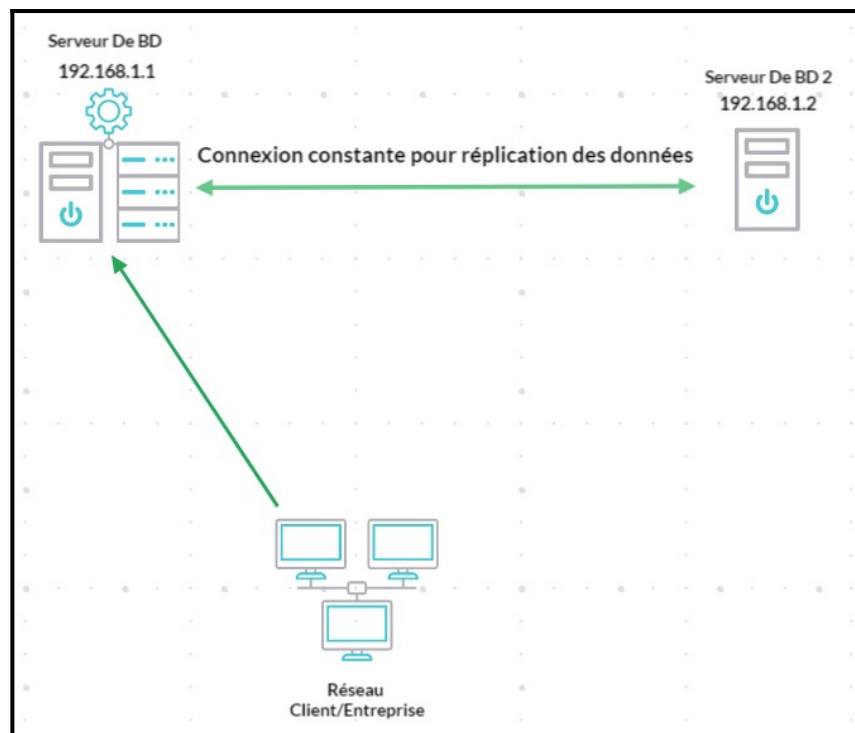 Serveur De BD
192.168.1.1
Serveur De BD 2
192.168.1.2
Connexion constante pour réplication des données
Réseau
Client/Entreprise